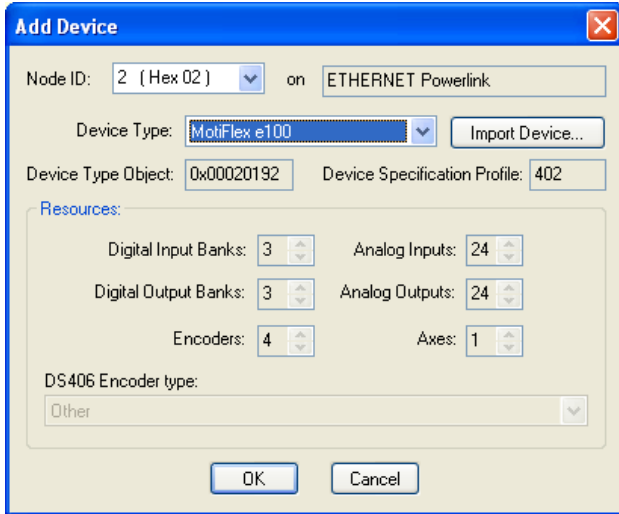 Add Device
Node ID: 2 (Hex 02) on ETHERNET Powerlink
Device Type: MotiFlex e100 Import Device...
Device Type Object: 0x00020192 Device Specification Profile: 402
Resources:
Digital Input Banks: 3 Analog Inputs: 24
Digital Output Banks: 3 Analog Outputs: 24
Encoders: 4 Axes: 1
DS406 Encoder type:
Other
OK Cancel